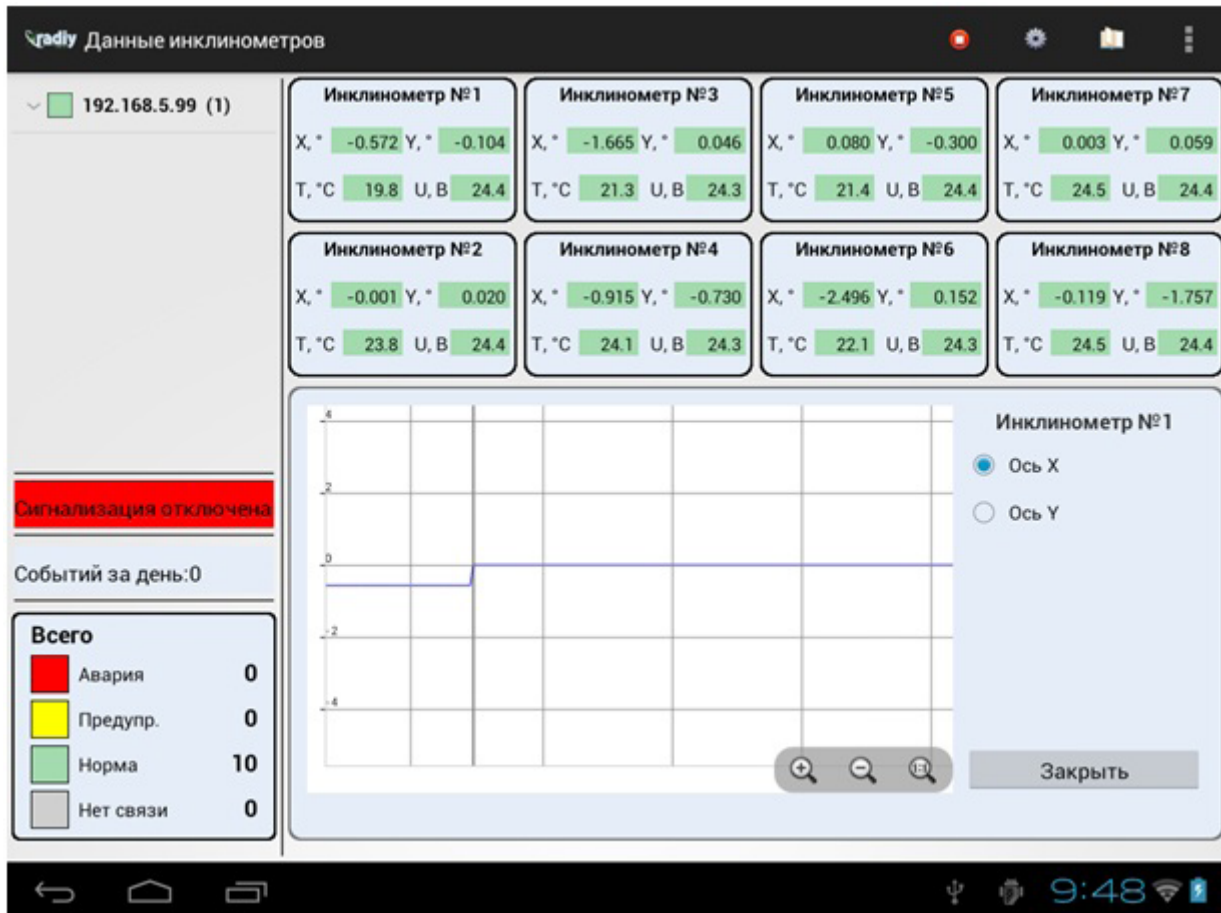 radiy Данные инклинометров
192.168.5.99 (1)
Инклинометр №1
X, ° -0.572 Y, ° -0.104
T, °C 19.8 U, В 24.4
Инклинометр №3
X, ° -1.665 Y, ° 0.046
T, °C 21.3 U, В 24.3
Инклинометр №5
X, ° 0.080 Y, ° -0.300
T, °C 21.4 U, В 24.4
Инклинометр №7
X, ° 0.003 Y, ° 0.059
T, °C 24.5 U, В 24.4
Инклинометр №2
X, ° -0.001 Y, ° 0.020
T, °C 23.8 U, В 24.4
Инклинометр №4
X, ° -0.915 Y, ° -0.730
T, °C 24.1 U, В 24.3
Инклинометр №6
X, ° -2.496 Y, ° 0.152
T, °C 22.1 U, В 24.3
Инклинометр №8
X, ° -0.119 Y, ° -1.757
T, °C 24.5 U, В 24.4
Сигнализация отключена
Событий за день:0
Всего
Авария 0
Предупр. 0
Норма 10
Нет связи 0
4
2
0
-2
-4
1:1
Инклинометр №1
Ось X
Ось Y
Закрыть
9:48